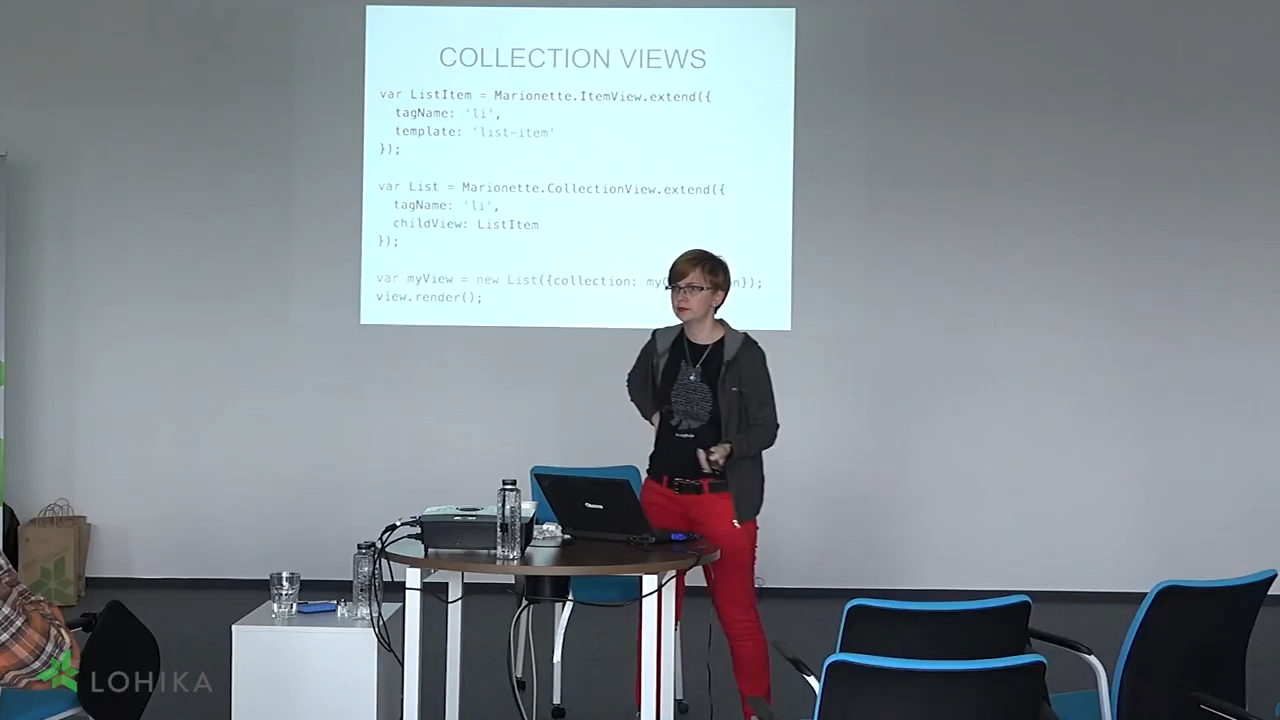 COLLECTION VIEWS
var ListItem = Marionette.ItemView.extend({
tagName: 'li',
template: 'list-item'
});
var List = Marionette.CollectionView.extend({
tagName: 'li',
childView: ListItem
});
var myView = new List({collection: my
});
view.render();
LOHIKA